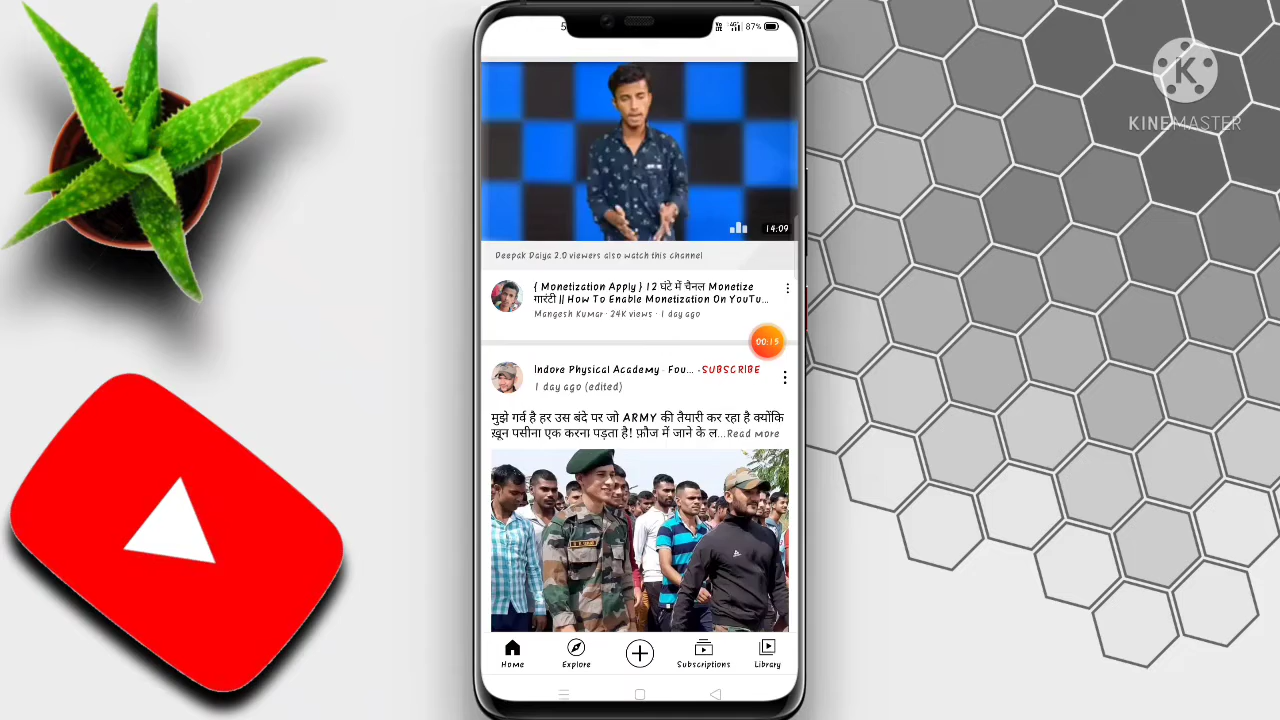 5
4G 87%
KINEMASTER
14:09
Deepak Daiya 2.0 viewers also watch this channel
{ Monetization Apply } 12 घंटे में चैनल Monetize
गारंटी || How To Enable Monetization On YouTu...
Mangesh Kumar · 24K views · 1 day ago
00:15
Indore Physical Academy Fou... · SUBSCRIBE
1 day ago (edited)
मुझे गर्व है हर उस बंदे पर जो ARMY की तैयारी कर रहा है क्योंकि
ख़ून पसीना एक करना पड़ता है! फ़ौज में जाने के ल...Read more
Home Explore Subscriptions Library